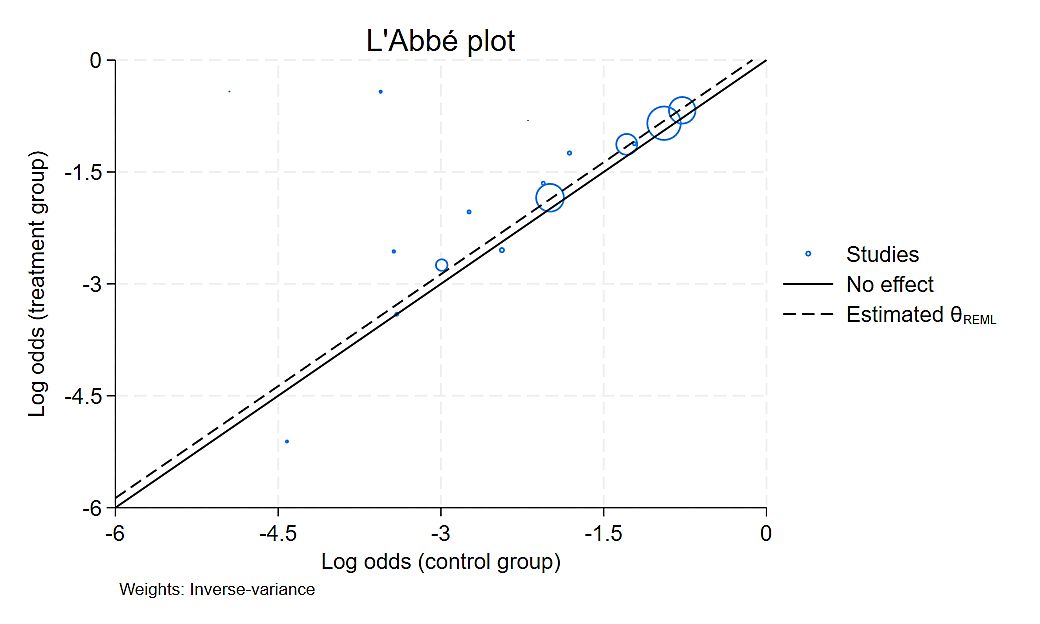 L'Abbé plot
Log odds (treatment group)
0
-1.5
-3
-4.5
-6
-6 -4.5 -3 -1.5 0
Log odds (control group)
Studies
No effect
Estimated θREML
Weights: Inverse-variance